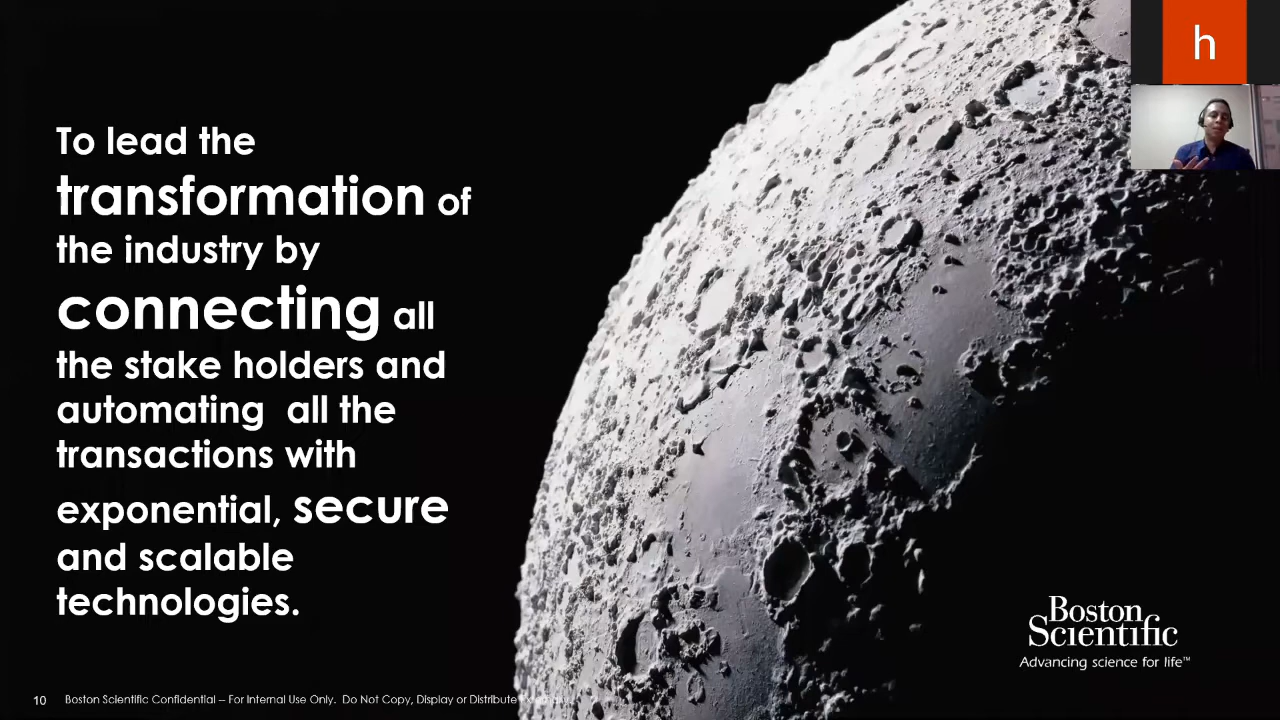 To lead the
transformation of
the industry by
connecting all
the stake holders and
automating  all the
transactions with
exponential, secure
and scalable
technologies.
h
Boston
Scientific
Advancing science for life™
10 Boston Scientific Confidential – For Internal Use Only. Do Not Copy, Display or Distribute